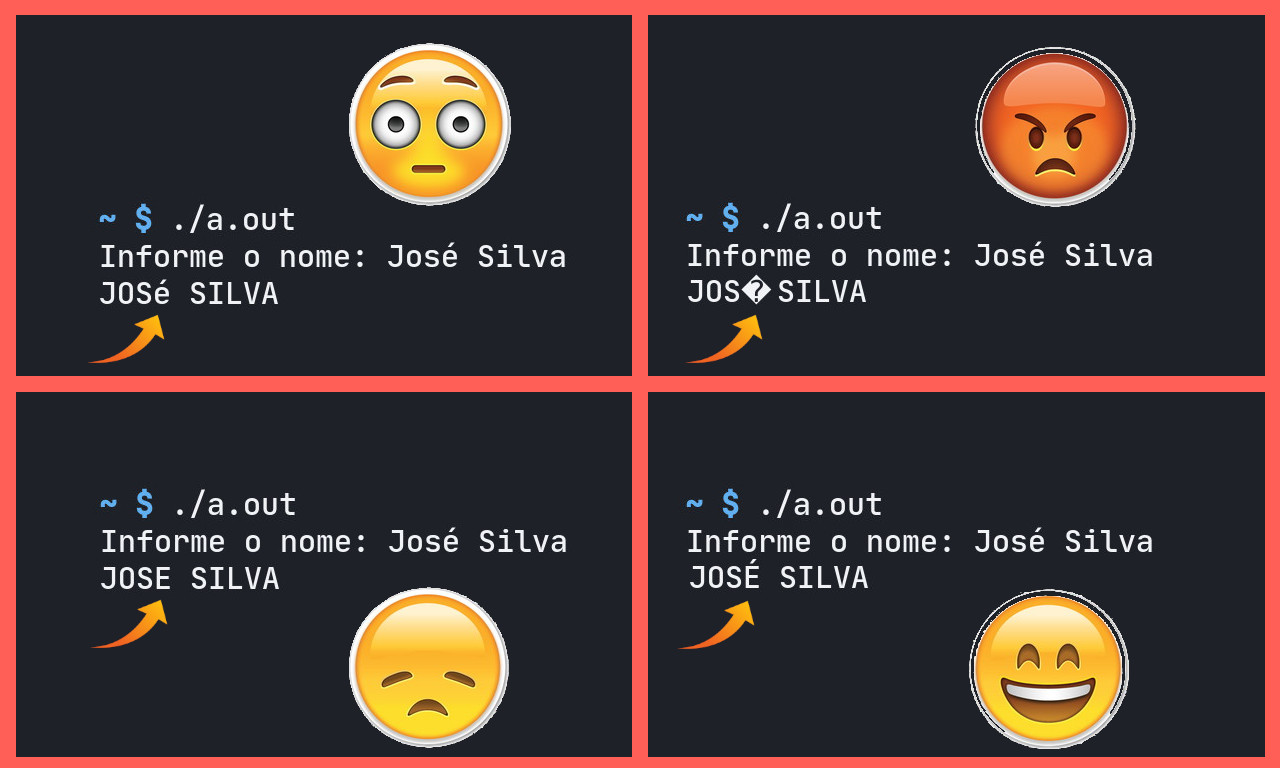 ~ $ ./a.out
Informe o nome: José Silva
JOSé SILVA
~ $ ./a.out
Informe o nome: José Silva
JOS� SILVA
~ $ ./a.out
Informe o nome: José Silva
JOSE SILVA
~ $ ./a.out
Informe o nome: José Silva
JOSÉ SILVA